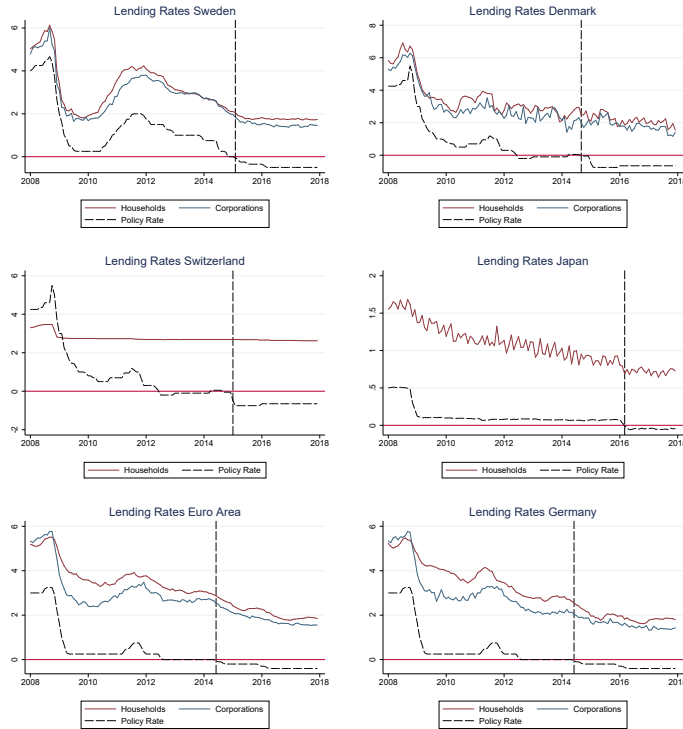 Lending Rates Sweden
6
4
2
0
2008 2010 2012 2014 2016 2018
Households Corporations
Policy Rate
Lending Rates Denmark
8
6
4
2
0
2008 2010 2012 2014 2016 2018
Households Corporations
Policy Rate
Lending Rates Switzerland
6
4
2
0
-2
2008 2010 2012 2014 2016 2018
Households Policy Rate
Lending Rates Japan
2
1.5
1
.5
0
2008 2010 2012 2014 2016 2018
Households Policy Rate
Lending Rates Euro Area
6
4
2
0
2008 2010 2012 2014 2016 2018
Households Corporations
Policy Rate
Lending Rates Germany
6
4
2
0
2008 2010 2012 2014 2016 2018
Households Corporations
Policy Rate